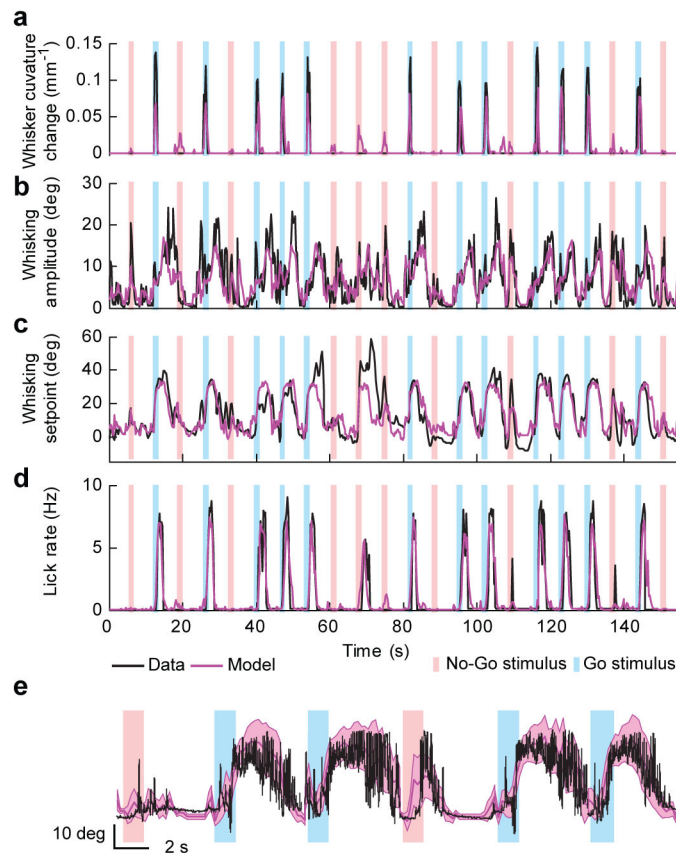 a
Whisker cuvature
change (mm⁻¹)
0.15
0.1
0.05
0
b
Whisking
amplitude (deg)
30
20
10
0
c
Whisking
setpoint (deg)
60
40
20
0
d
Lick rate (Hz)
10
5
0
0 20 40 60 80 100 120 140
Time (s)
Data Model No-Go stimulus Go stimulus
e
10 deg
2 s